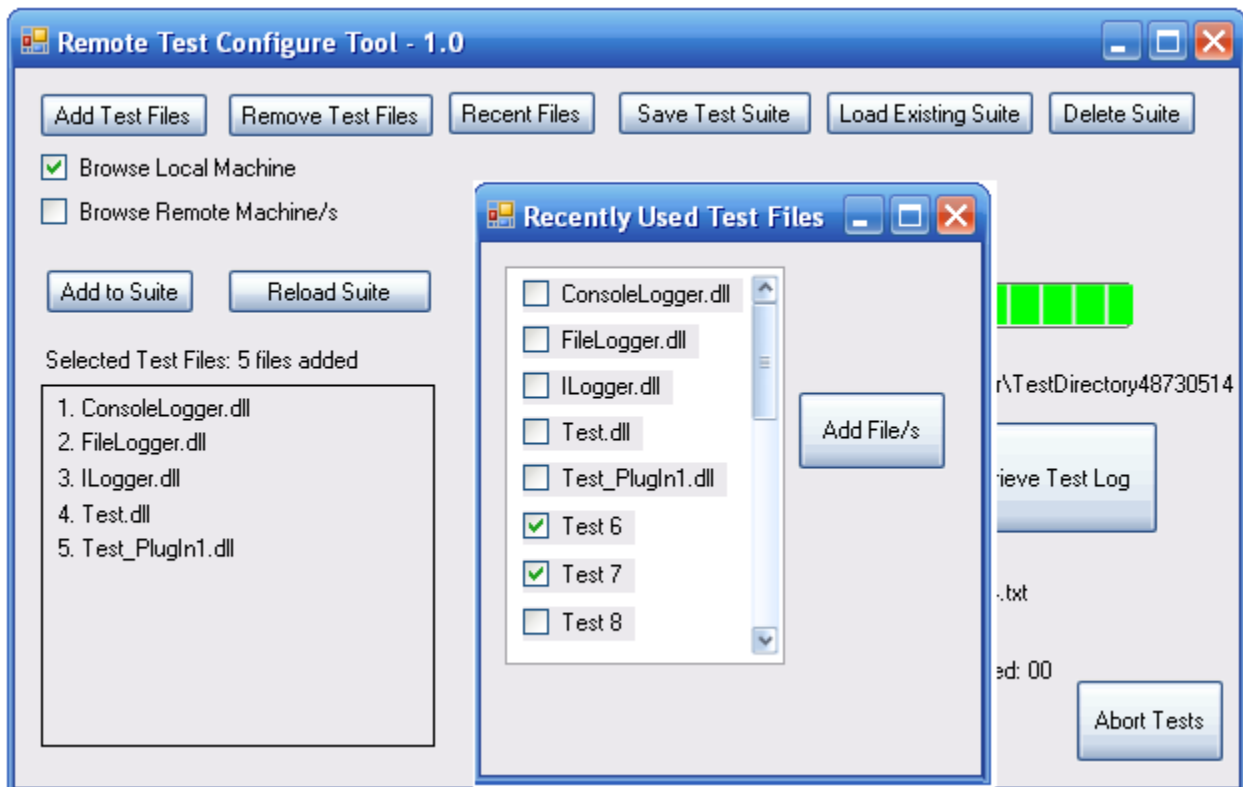 Remote Test Configure Tool - 1.0
Add Test Files
Remove Test Files
Recent Files
Save Test Suite
Load Existing Suite
Delete Suite
Browse Local Machine
Browse Remote Machine/s
Add to Suite
Reload Suite
Selected Test Files: 5 files added
1. ConsoleLogger.dll
2. FileLogger.dll
3. ILogger.dll
4. Test.dll
5. Test_PlugIn1.dll
Recently Used Test Files
ConsoleLogger.dll
FileLogger.dll
ILogger.dll
Test.dll
Test_PlugIn1.dll
Test 6
Test 7
Test 8
Add File/s
r\TestDirectory48730514
rieve Test Log
.txt
ed: 00
Abort Tests